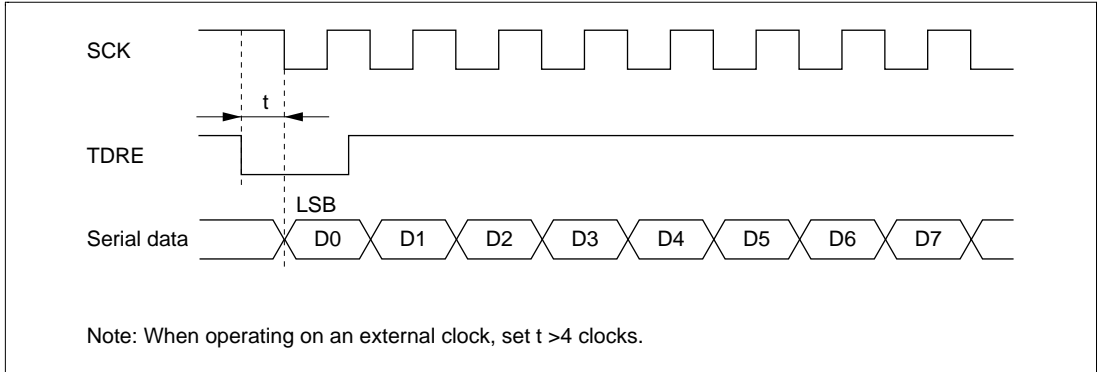 SCK
t
TDRE
LSB
Serial data D0 D1 D2 D3 D4 D5 D6 D7
Note: When operating on an external clock, set t >4 clocks.